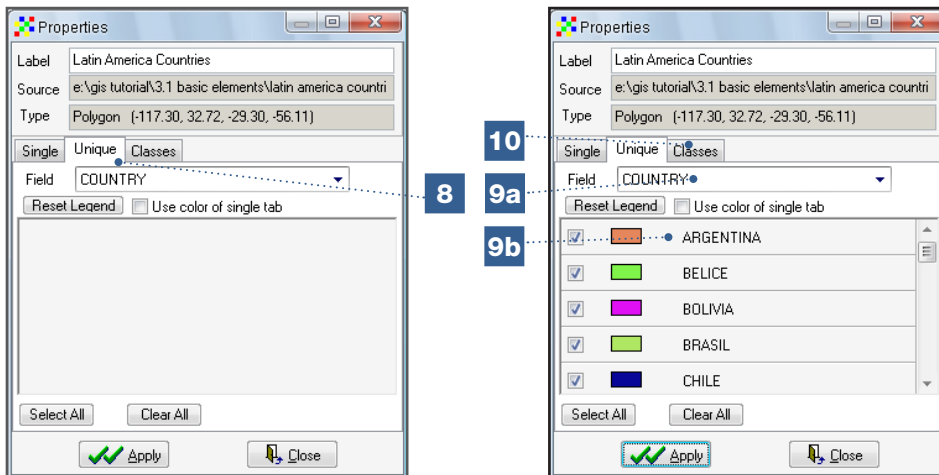 Properties
Label Latin America Countries
Source e:\gis tutorial\3.1 basic elements\latin america countri
Type Polygon (-117.30, 32.72, -29.30, -56.11)
Single Unique Classes
Field COUNTRY
Reset Legend Use color of single tab
Select All Clear All
Apply Close
8
Properties
Label Latin America Countries
Source e:\gis tutorial\3.1 basic elements\latin america countri
Type Polygon (-117.30, 32.72, -29.30, -56.11)
10
Single Unique Classes
9a
Field COUNTRY
Reset Legend Use color of single tab
9b
ARGENTINA
BELICE
BOLIVIA
BRASIL
CHILE
Select All Clear All
Apply Close